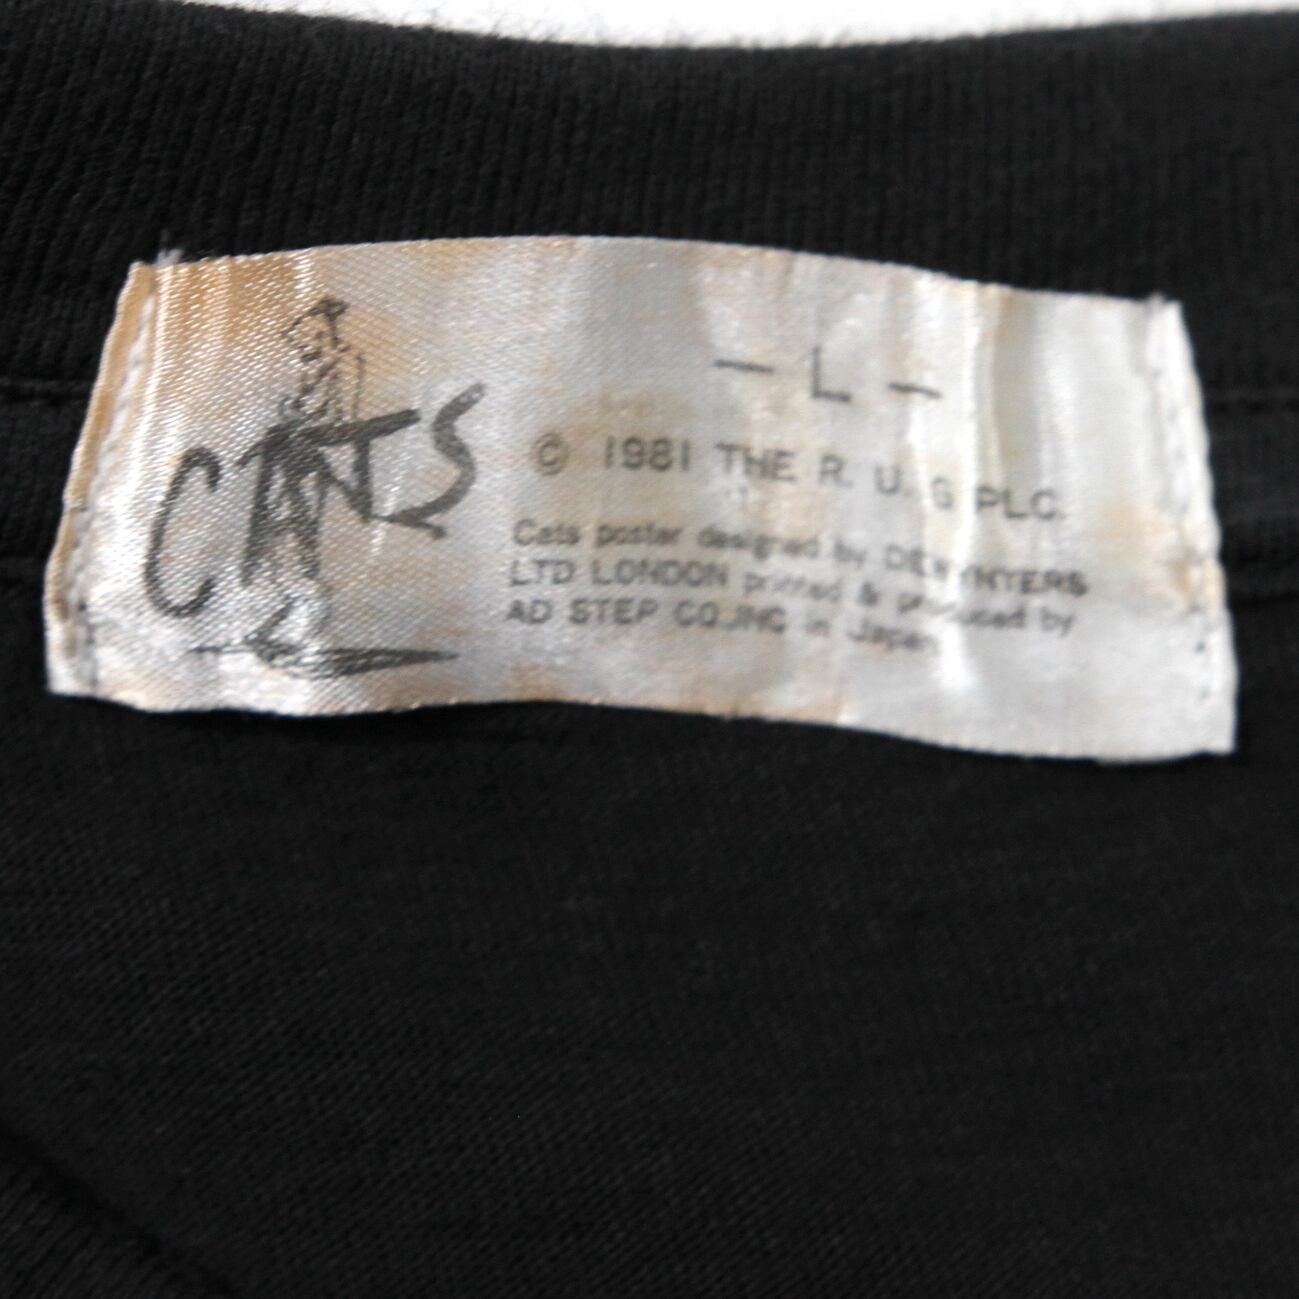 CATS
— L —
© 1981 THE R. U. G PLC.
Cats poster designed by DEWYNTERS
LTD LONDON printed & produced by
AD STEP CO.,INC in Japan